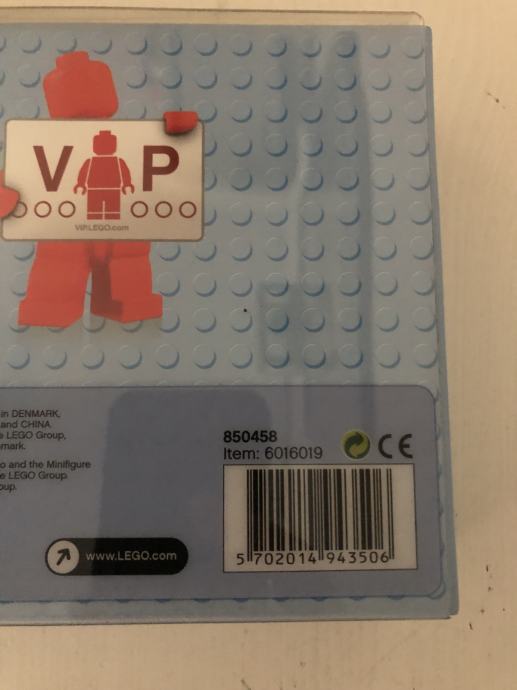 V P
VIP.LEGO.com
in DENMARK,
and CHINA.
e LEGO Group,
mark.
o and the Minifigure
e LEGO Group.
oup.
850458
Item: 6016019
CE
www.LEGO.com
5 702014 943506